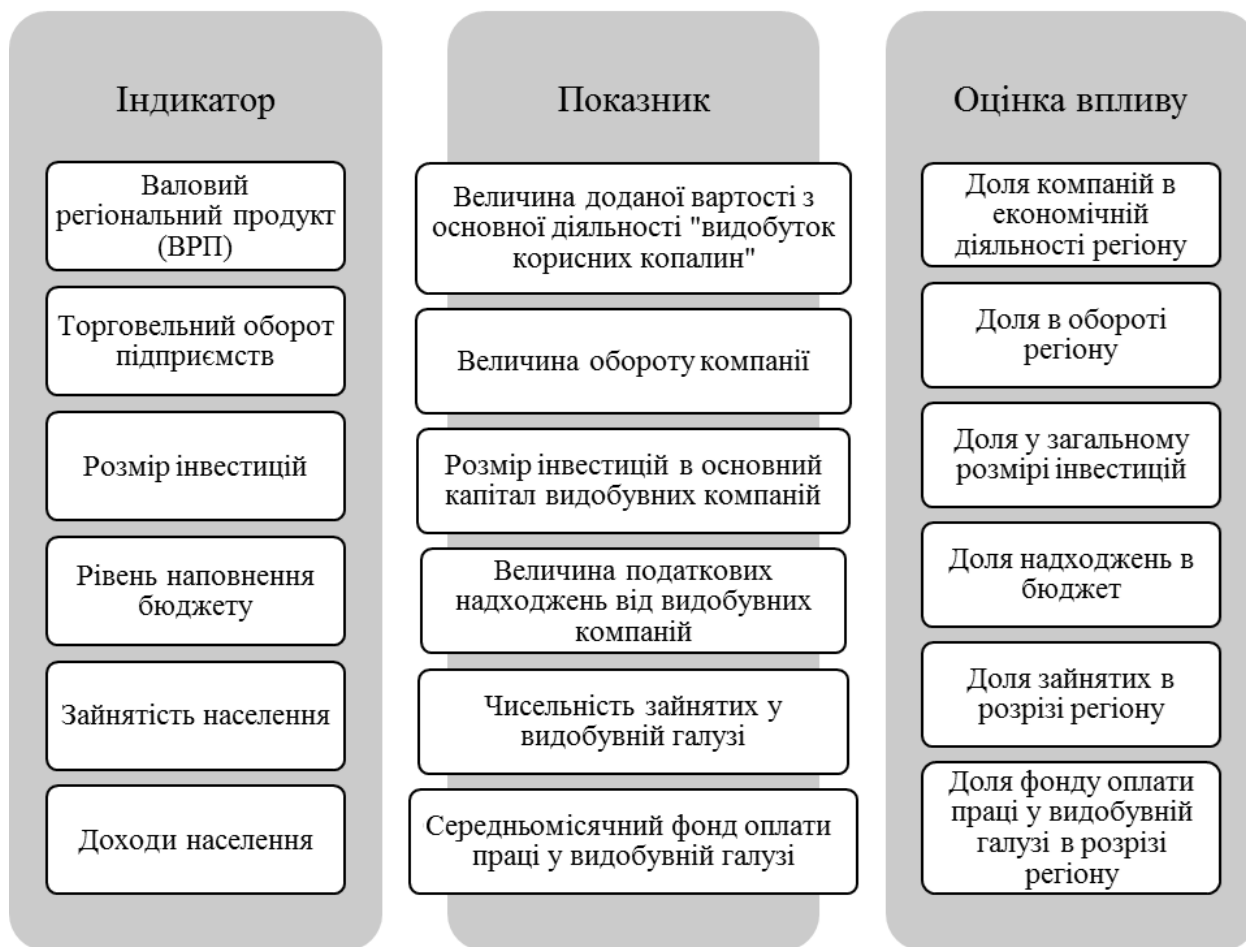 Індикатор
Валовий
регіональний продукт
(ВРП)
Торговельний оборот
підприємств
Розмір інвестицій
Рівень наповнення
бюджету
Зайнятість населення
Доходи населення
Показник
Величина доданої вартості з
основної діяльності "видобуток
корисних копалин"
Величина обороту компанії
Розмір інвестицій в основний
капітал видобувних компаній
Величина податкових
надходжень від видобувних
компаній
Чисельність зайнятих у
видобувній галузі
Середньомісячний фонд оплати
праці у видобувній галузі
Оцінка впливу
Доля компаній в
економічній
діяльності регіону
Доля в обороті
регіону
Доля у загальному
розмірі інвестицій
Доля надходжень в
бюджет
Доля зайнятих в
розрізі регіону
Доля фонду оплати
праці у видобувній
галузі в розрізі
регіону